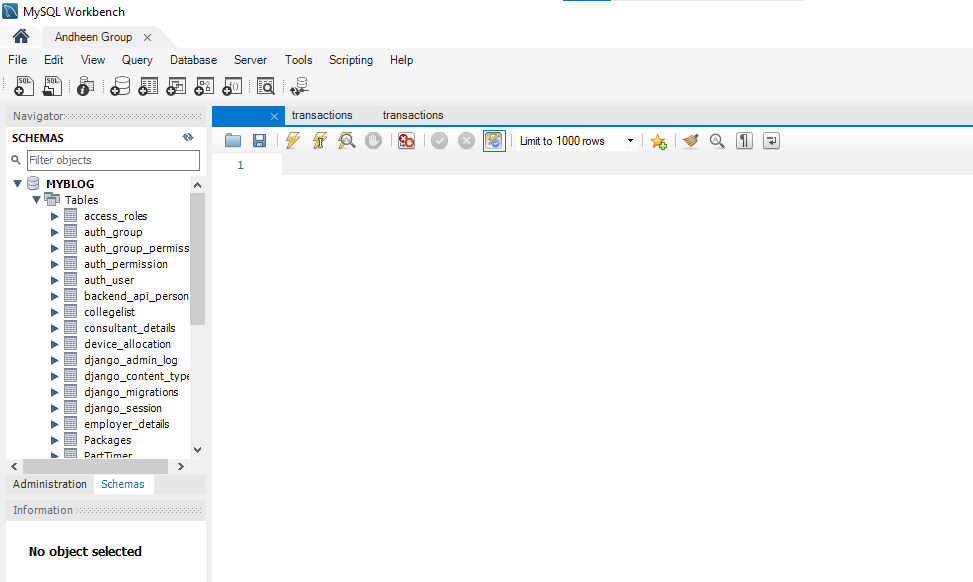 MySQL Workbench
Andheen Group
File Edit View Query Database Server Tools Scripting Help
Navigator
SCHEMAS
Filter objects
MYBLOG
Tables
access_roles
auth_group
auth_group_permiss
auth_permission
auth_user
backend_api_person
collegelist
consultant_details
device_allocation
django_admin_log
django_content_type
django_migrations
django_session
employer_details
Packages
PartTimer
Administration Schemas
Information
No object selected
transactions transactions
Limit to 1000 rows
1